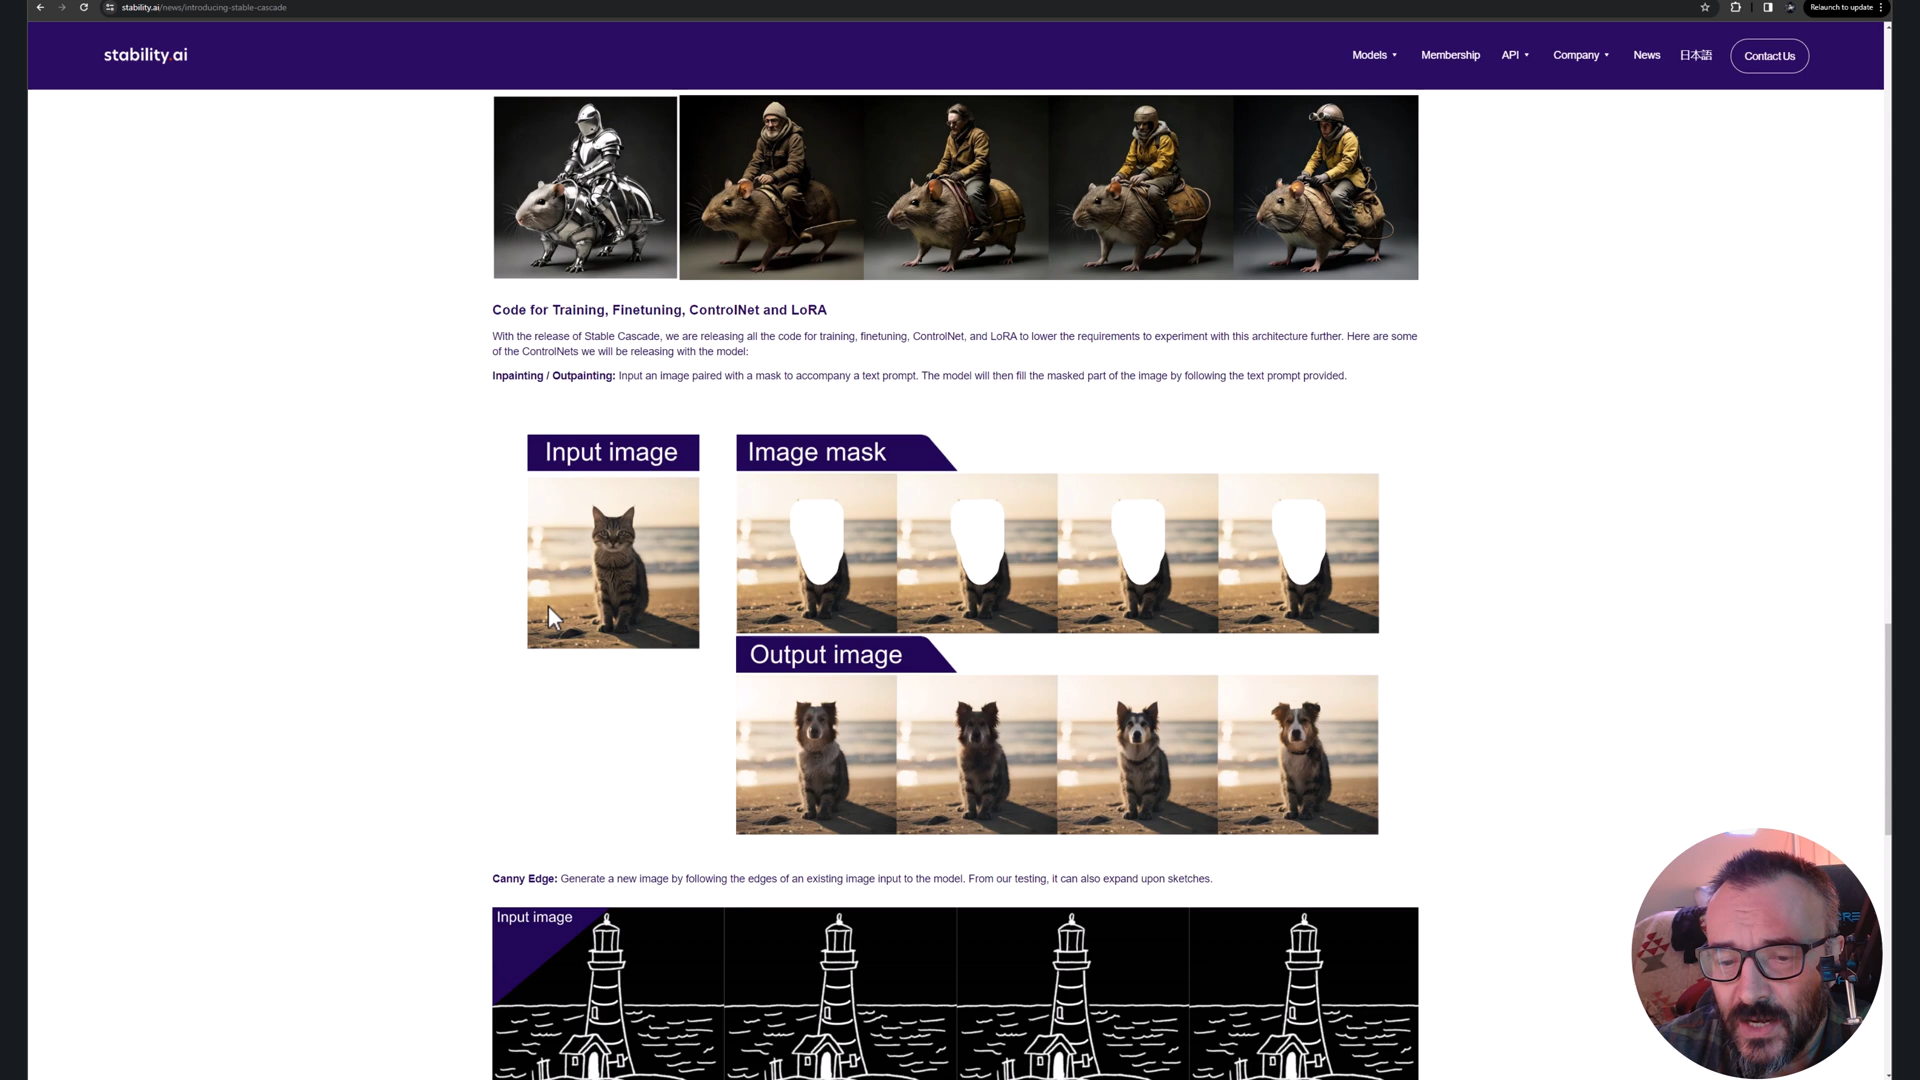 stability.ai/news/introducing-stable-cascade
Relaunch to update
stability.ai
Models
Membership
API
Company
News
日本語
Contact Us
Code for Training, Finetuning, ControlNet and LoRA
With the release of Stable Cascade, we are releasing all the code for training, finetuning, ControlNet, and LoRA to lower the requirements to experiment with this architecture further. Here are some
of the ControlNets we will be releasing with the model:
Inpainting / Outpainting: Input an image paired with a mask to accompany a text prompt. The model will then fill the masked part of the image by following the text prompt provided.
Input image
Image mask
Output image
Canny Edge: Generate a new image by following the edges of an existing image input to the model. From our testing, it can also expand upon sketches.
Input image